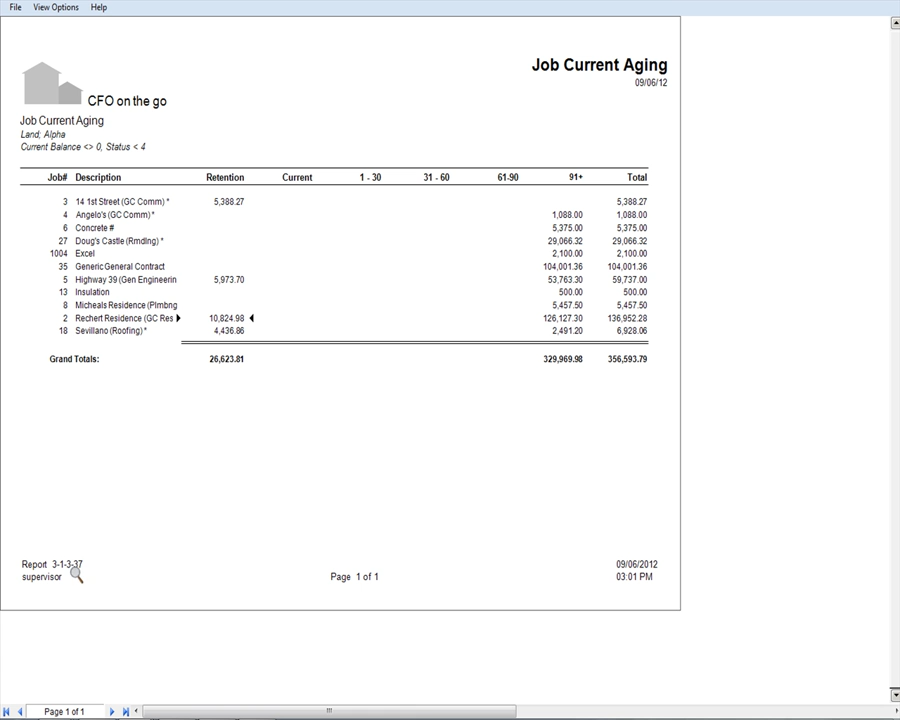 File View Options Help
Job Current Aging
09/06/12
CFO on the go
Job Current Aging
Land; Alpha
Current Balance <> 0, Status < 4
Job# Description Retention Current 1 - 30 31 - 60 61-90 91+ Total
3 14 1st Street (GC Comm) * 5,388.27 5,388.27
4 Angelo's (GC Comm) * 1,088.00 1,088.00
6 Concrete # 5,375.00 5,375.00
27 Doug's Castle (Rmdlng) * 29,066.32 29,066.32
1004 Excel 2,100.00 2,100.00
35 Generic General Contract 104,001.36 104,001.36
5 Highway 39 (Gen Engineerin 5,973.70 53,763.30 59,737.00
13 Insulation 500.00 500.00
8 Micheals Residence (Plmbng 5,457.50 5,457.50
2 Rechert Residence (GC Res 10,824.98 126,127.30 136,952.28
18 Sevillano (Roofing) * 4,436.86 2,491.20 6,928.06
Grand Totals: 26,623.81 329,969.98 356,593.79
Report 3-1-3-37 09/06/2012
supervisor Page 1 of 1 03:01 PM
Page 1 of 1